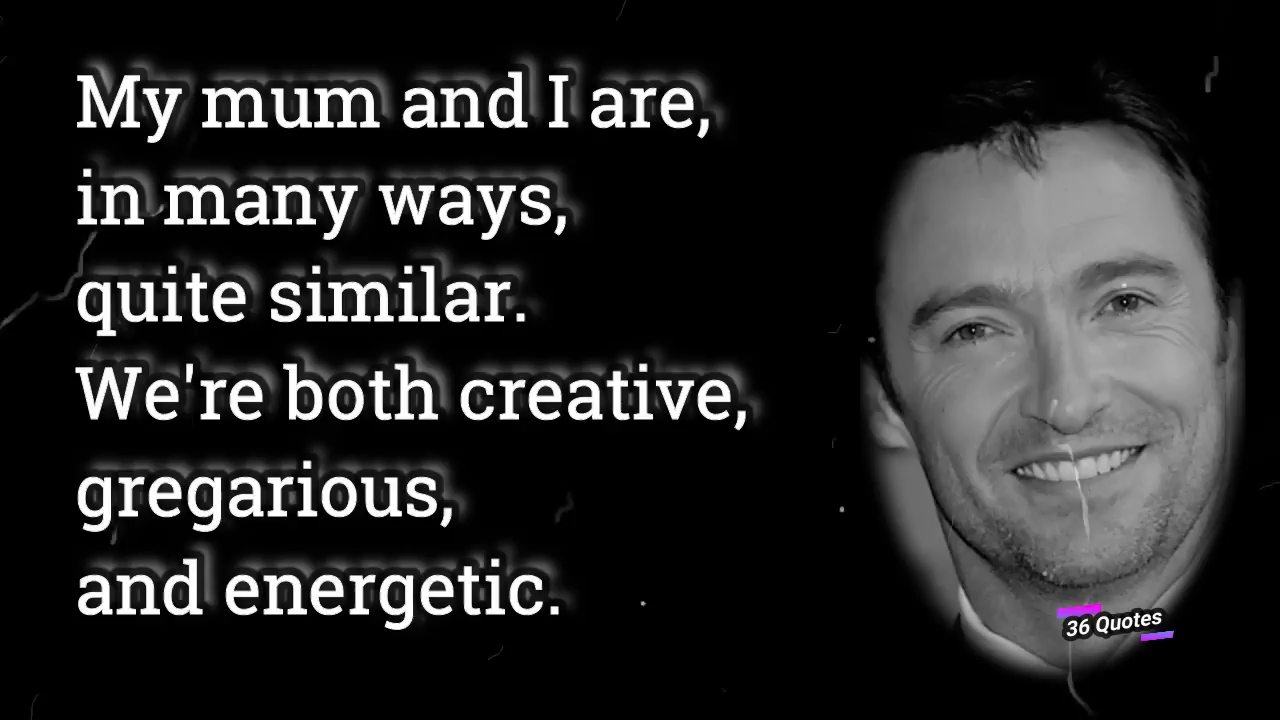 My mum and I are,
in many ways,
quite similar.
We're both creative,
gregarious,
and energetic.
36 Quotes